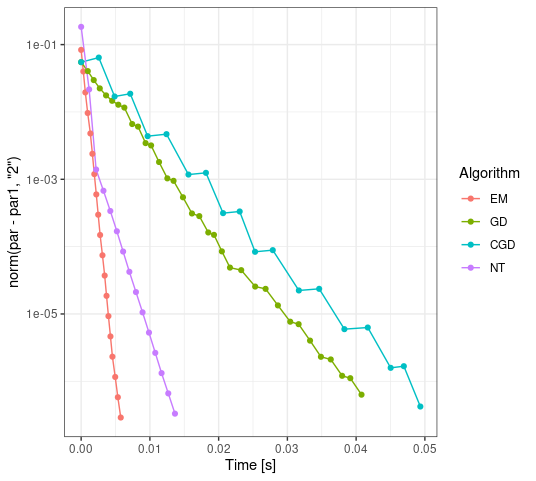 1e-01
1e-03
1e-05
norm(par - par1, "2")
0.00
0.01
0.02
0.03
0.04
0.05
Time [s]
Algorithm
EM
GD
CGD
NT